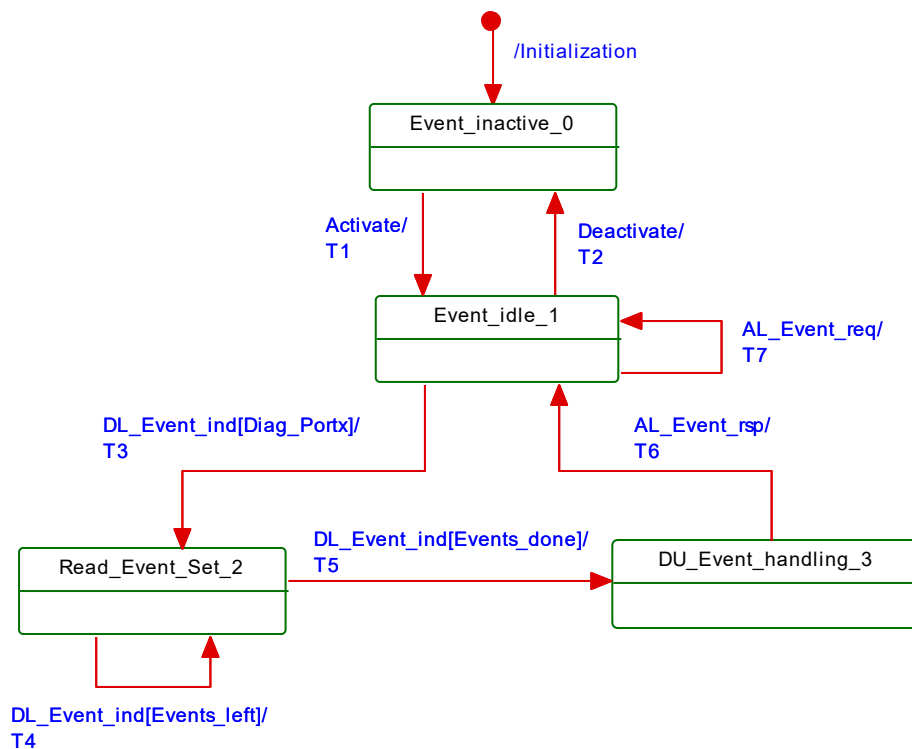 /Initialization
Event_inactive_0
Activate/
T1
Deactivate/
T2
Event_idle_1
AL_Event_req/
T7
DL_Event_ind[Diag_Portx]/
T3
AL_Event_rsp/
T6
DL_Event_ind[Events_done]/
T5
Read_Event_Set_2
DU_Event_handling_3
DL_Event_ind[Events_left]/
T4